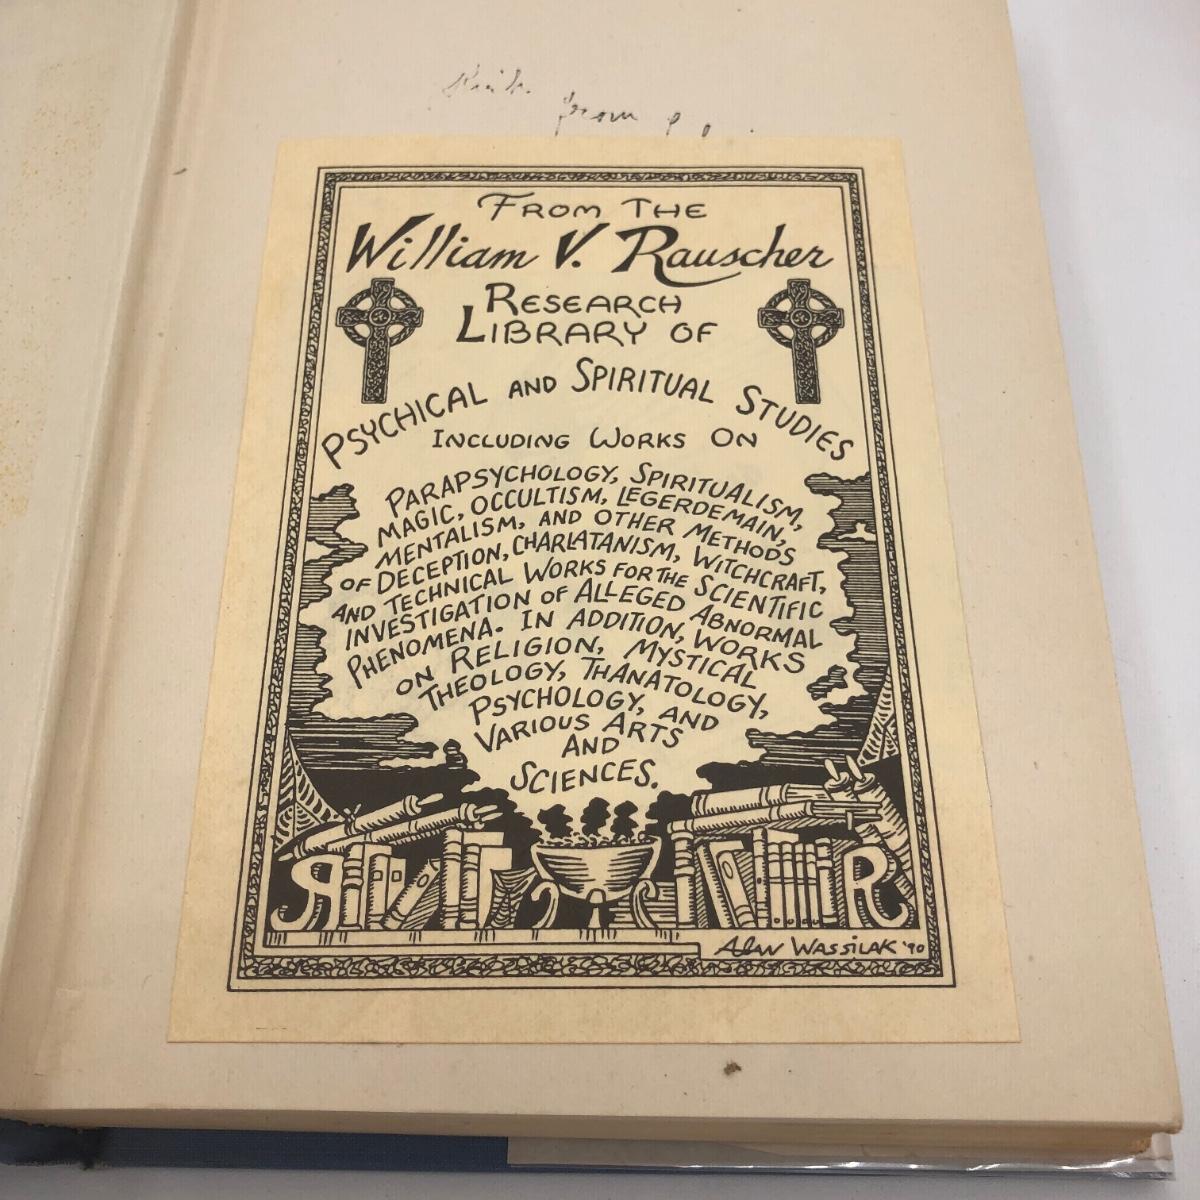 from
From The
William V. Rauscher
Research
Library of
Psychical and Spiritual Studies
Including Works On
Parapsychology, Spiritualism,
Magic, Occultism, Legerdemain,
Mentalism, and other Methods
of Deception, Charlatanism, Witchcraft,
and Technical Works for the Scientific
Investigation of Alleged Abnormal
Phenomena. In addition, works
on Religion, Mystical
Theology, Thanatology,
Psychology, and
Various Arts
and
Sciences.
R R
Alan Wassilak '90